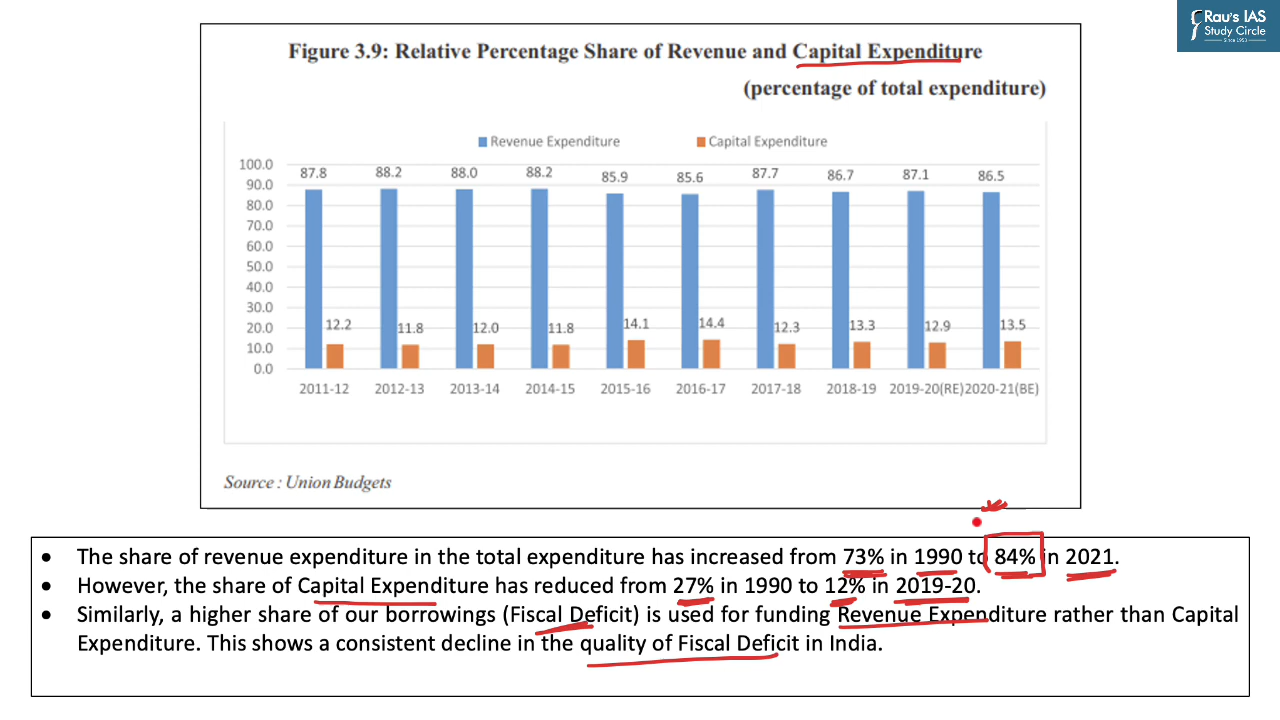 Rau's IAS
Study Circle
Since 1953
Figure 3.9: Relative Percentage Share of Revenue and Capital Expenditure
(percentage of total expenditure)
Revenue Expenditure Capital Expenditure
100.0
90.0
80.0
70.0
60.0
50.0
40.0
30.0
20.0
10.0
0.0
87.8 88.2 88.0 88.2 85.9 85.6 87.7 86.7 87.1 86.5
12.2 11.8 12.0 11.8 14.1 14.4 12.3 13.3 12.9 13.5
2011-12 2012-13 2013-14 2014-15 2015-16 2016-17 2017-18 2018-19 2019-20(RE) 2020-21(BE)
Source : Union Budgets
• The share of revenue expenditure in the total expenditure has increased from 73% in 1990 to 84% in 2021.
• However, the share of Capital Expenditure has reduced from 27% in 1990 to 12% in 2019-20.
• Similarly, a higher share of our borrowings (Fiscal Deficit) is used for funding Revenue Expenditure rather than Capital
Expenditure. This shows a consistent decline in the quality of Fiscal Deficit in India.